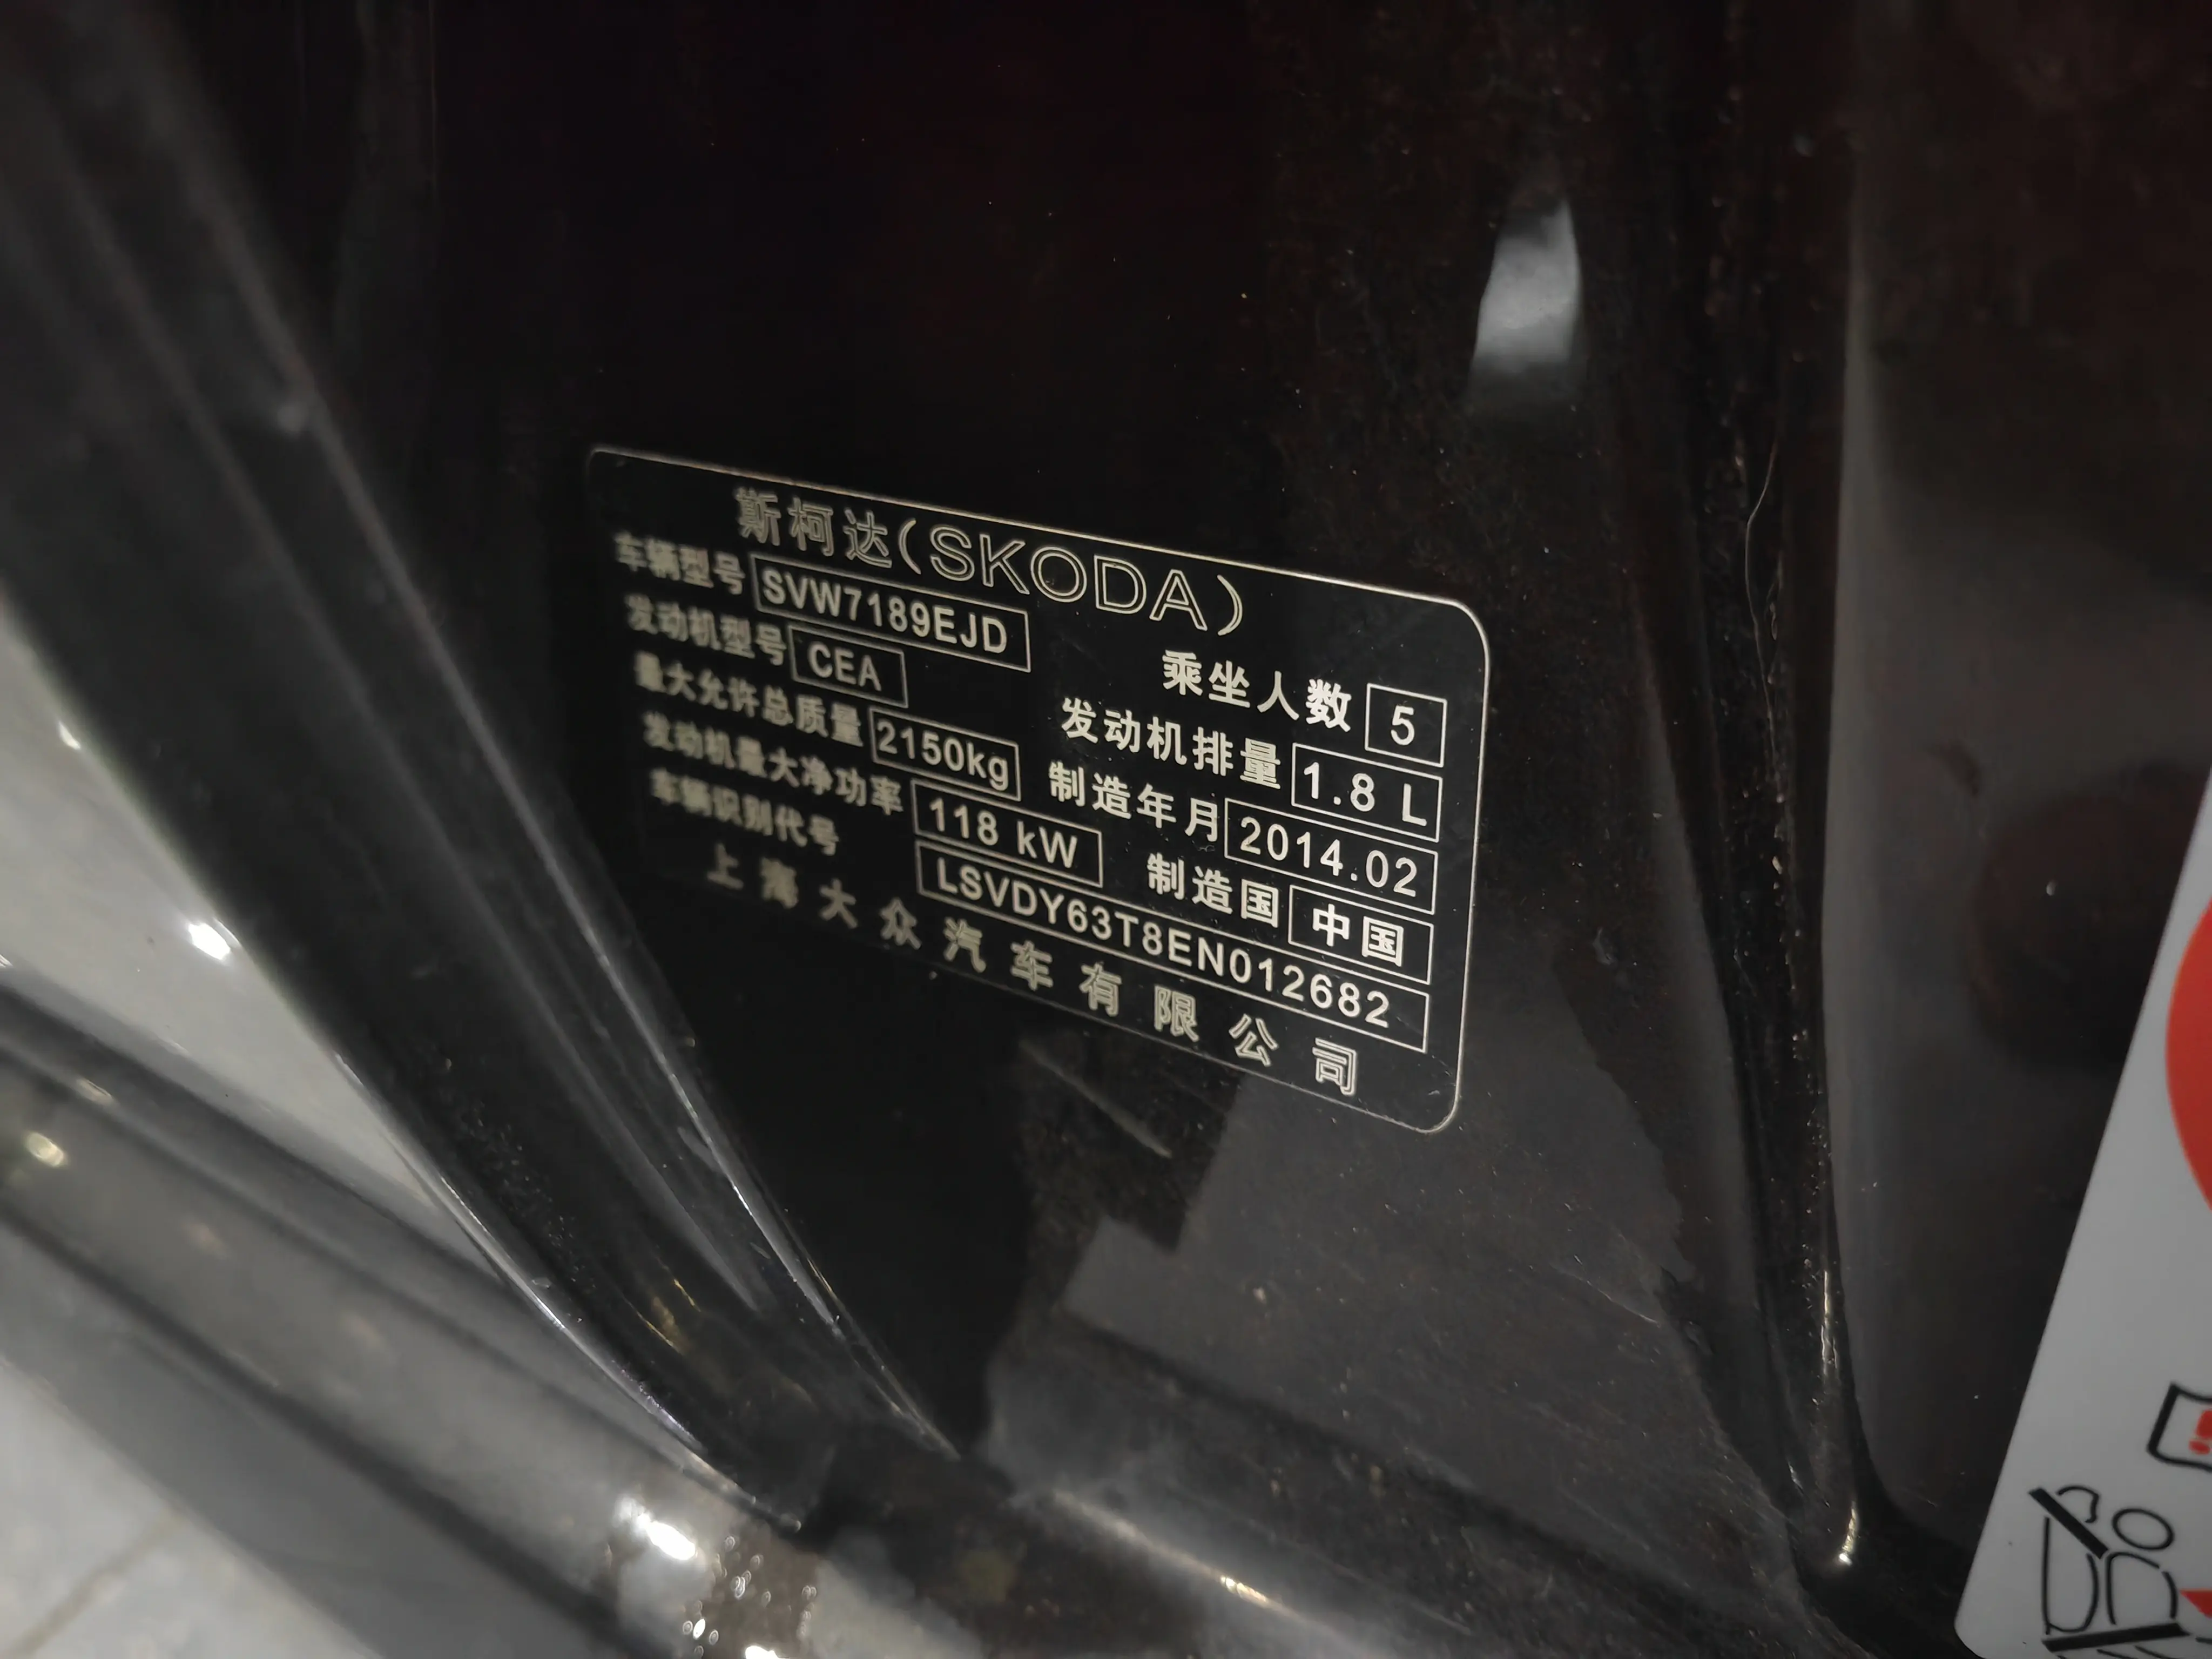 斯柯达(SKODA)
车辆型号 SVW7189EJD 乘坐人数 5
发动机型号 CEA 发动机排量 1.8 L
最大允许总质量 2150kg 制造年月 2014.02
发动机最大净功率 118 kW 制造国 中国
车辆识别代号 LSVDY63T8EN012682
上海大众汽车有限公司